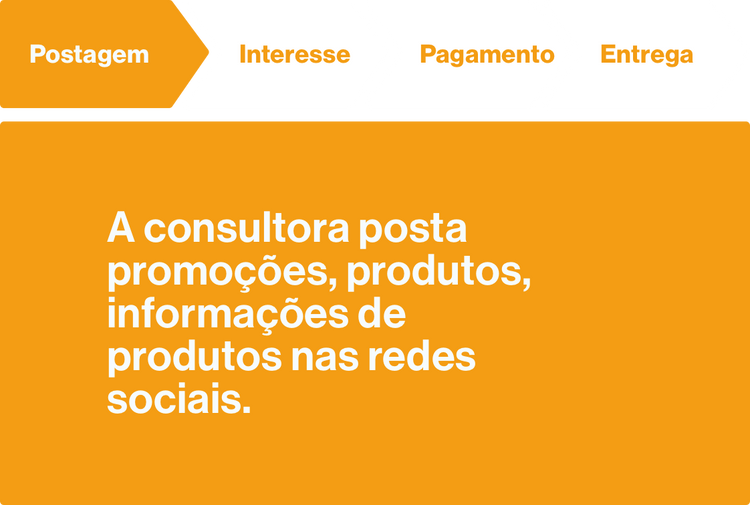 Postagem Interesse Pagamento Entrega
A consultora posta
promoções, produtos,
informações de
produtos nas redes
sociais.